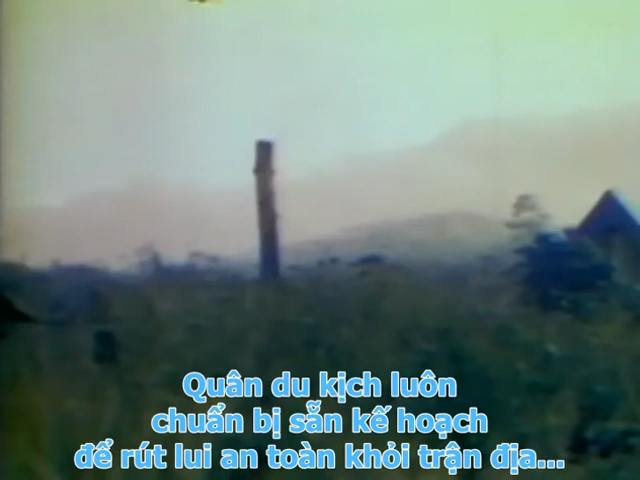 Quân du kịch luôn
chuẩn bị sẵn kế hoạch
để rút lui an toàn khỏi trận địa...